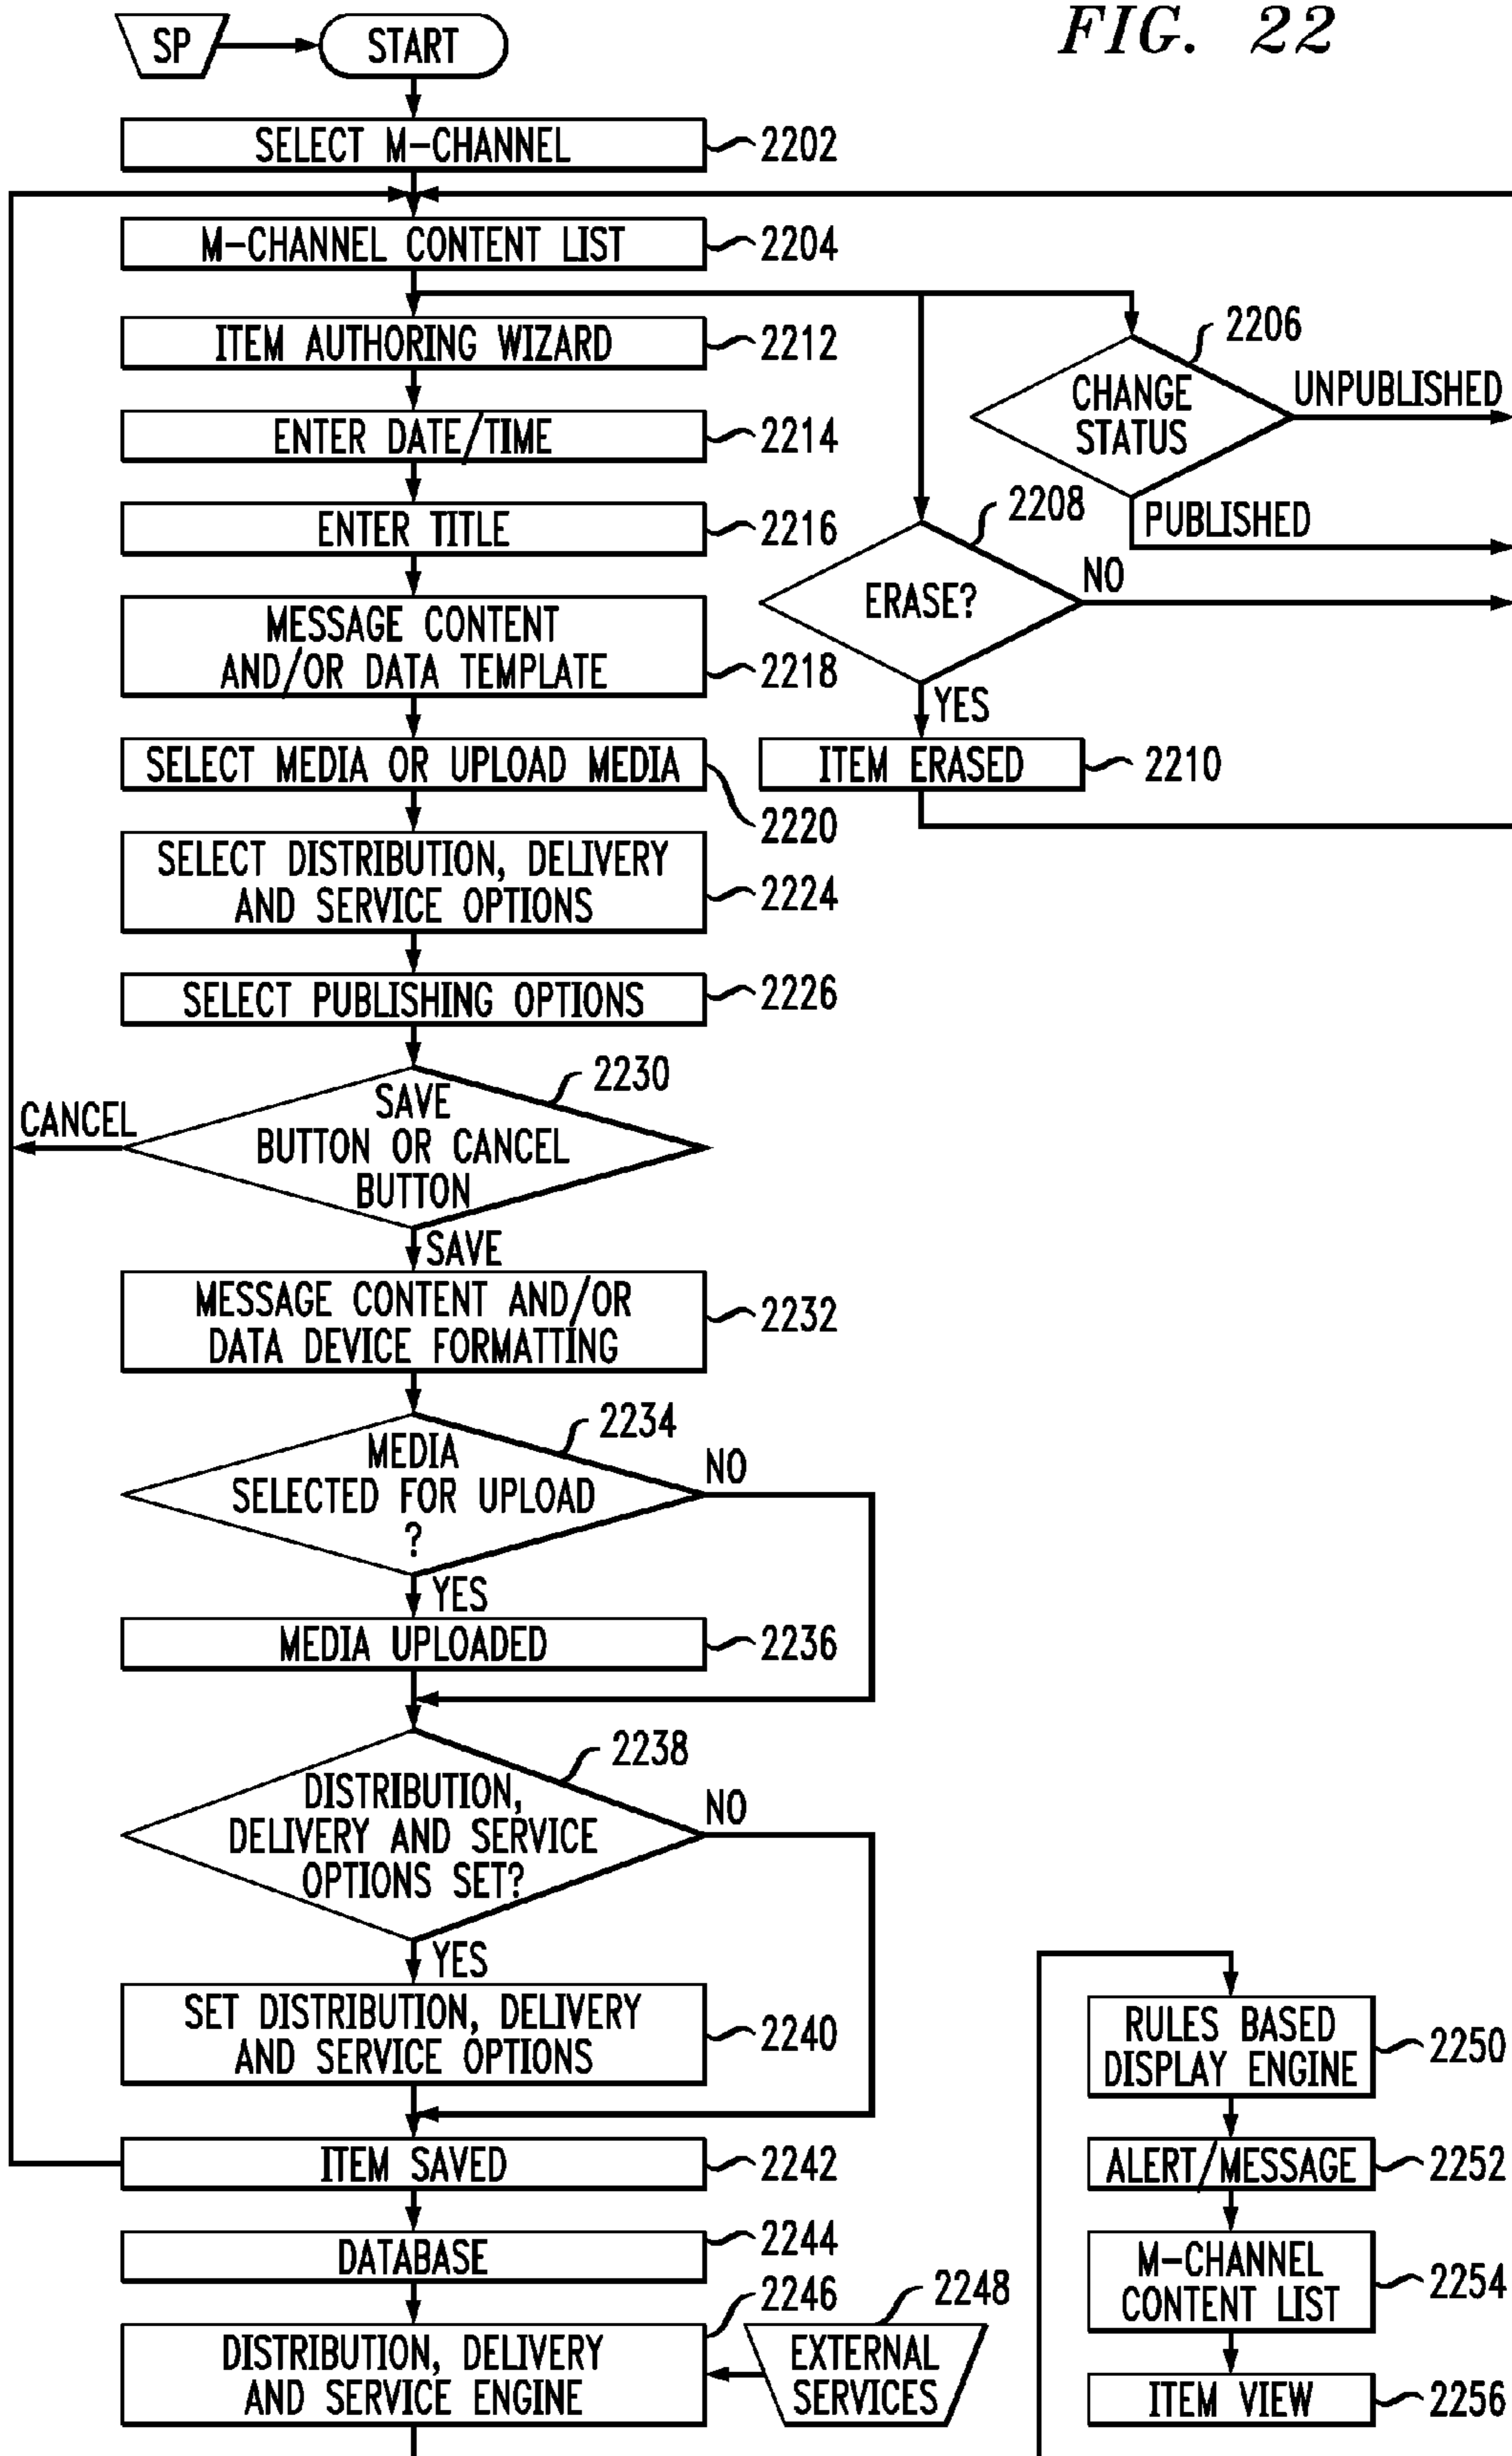 FIG. 22
SP
START
SELECT M-CHANNEL
2202
M-CHANNEL CONTENT LIST
2204
ITEM AUTHORING WIZARD
2212
2206
CHANGE
STATUS
UNPUBLISHED
PUBLISHED
ENTER DATE/TIME
2214
ENTER TITLE
2216
2208
ERASE?
NO
YES
MESSAGE CONTENT
AND/OR DATA TEMPLATE
2218
SELECT MEDIA OR UPLOAD MEDIA
2220
ITEM ERASED
2210
SELECT DISTRIBUTION, DELIVERY
AND SERVICE OPTIONS
2224
SELECT PUBLISHING OPTIONS
2226
2230
SAVE
BUTTON OR CANCEL
BUTTON
CANCEL
SAVE
MESSAGE CONTENT AND/OR
DATA DEVICE FORMATTING
2232
2234
MEDIA
SELECTED FOR UPLOAD
?
NO
YES
MEDIA UPLOADED
2236
2238
DISTRIBUTION,
DELIVERY AND SERVICE
OPTIONS SET?
NO
YES
SET DISTRIBUTION, DELIVERY
AND SERVICE OPTIONS
2240
ITEM SAVED
2242
DATABASE
2244
2246
DISTRIBUTION, DELIVERY
AND SERVICE ENGINE
2248
EXTERNAL
SERVICES
RULES BASED
DISPLAY ENGINE
2250
ALERT/MESSAGE
2252
M-CHANNEL
CONTENT LIST
2254
ITEM VIEW
2256